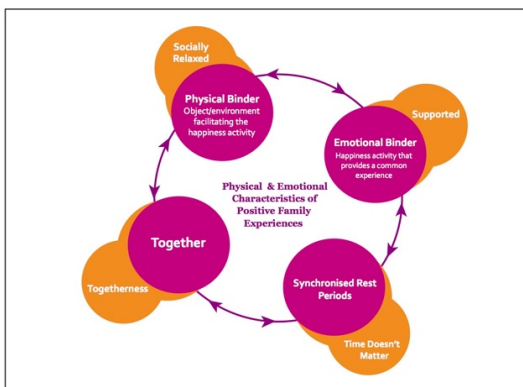 Socially
Relaxed
Physical Binder
Object/environment
facilitating the
happiness activity
Supported
Emotional Binder
Happiness activity that
provides a common
experience
Physical & Emotional
Characteristics of
Positive Family
Experiences
Together
Togetherness
Synchronised Rest
Periods
Time Doesn't
Matter